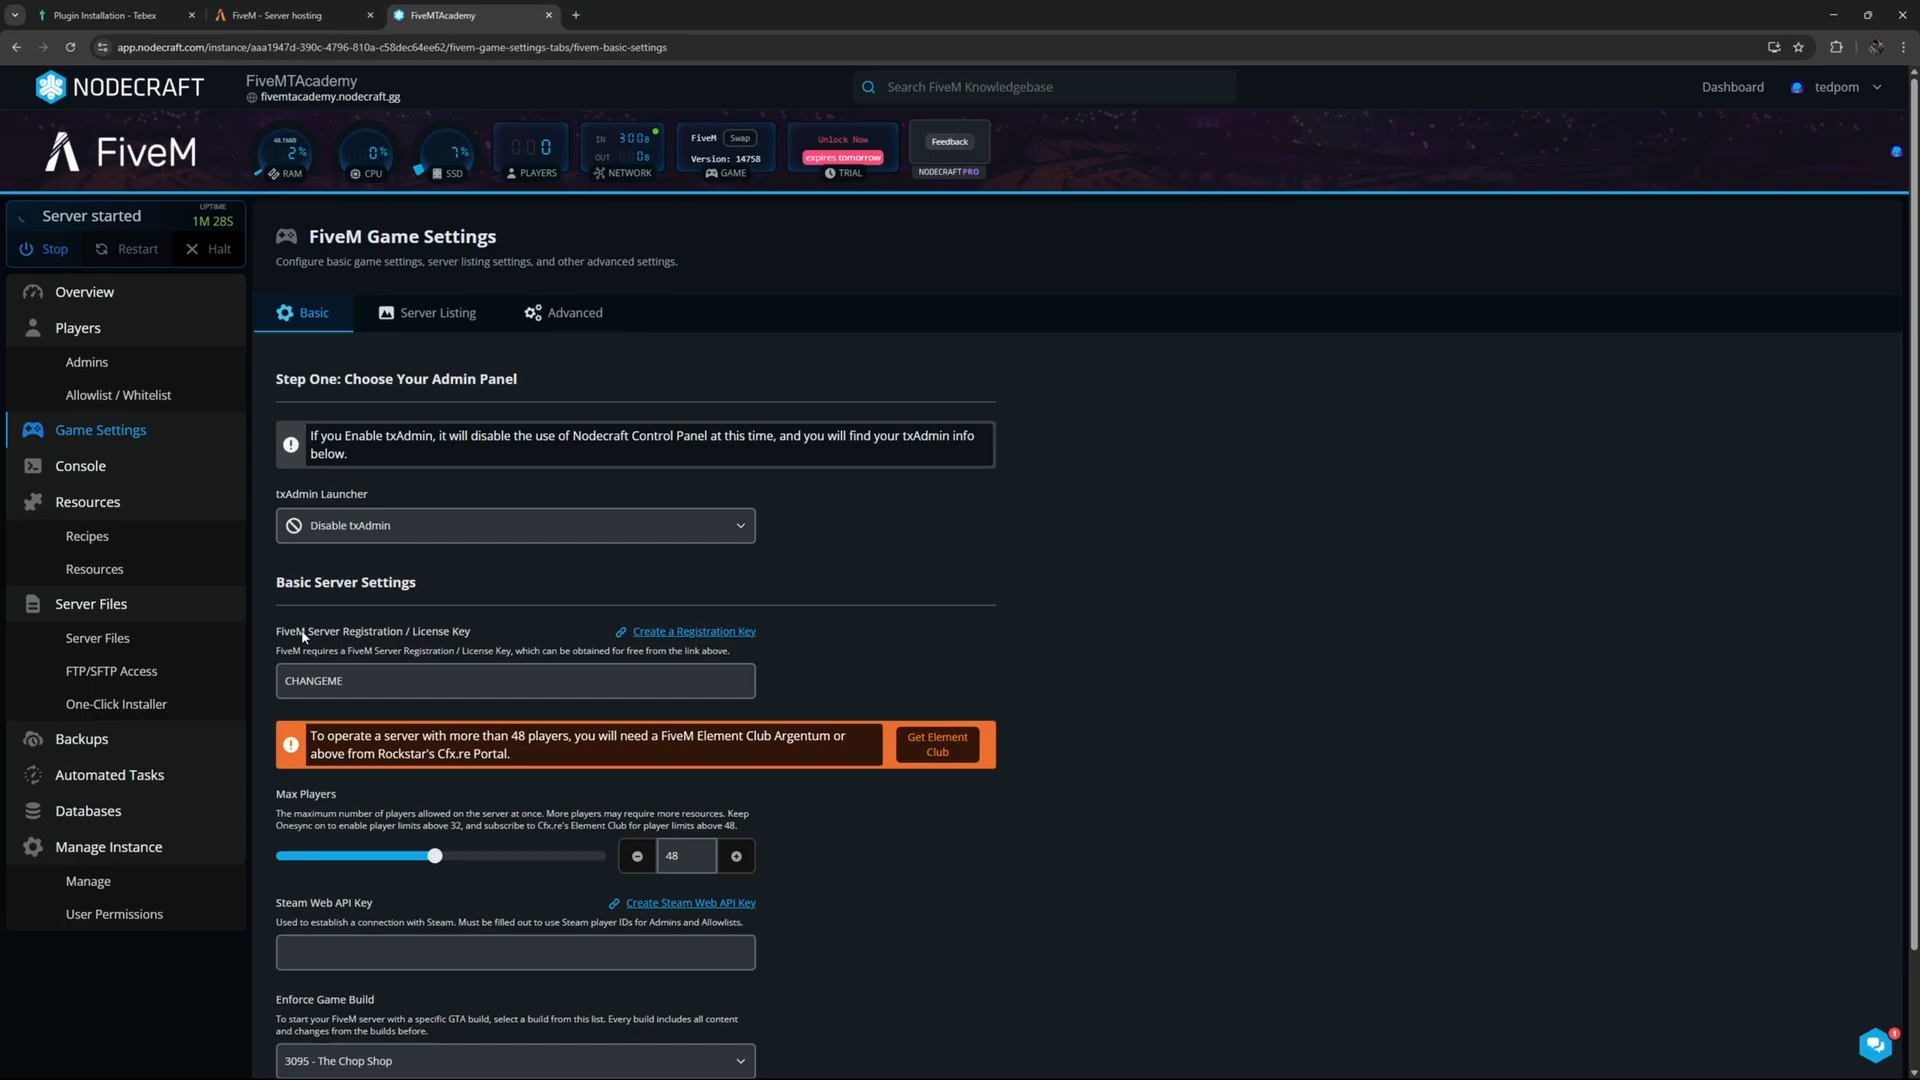 Plugin Installation - Tebex
FiveM - Server hosting
FiveMTAcademy
app.nodecraft.com/instance/aaa1947d-390c-4796-810a-c58dec64ee62/fivem-game-settings-tabs/fivem-basic-settings
NODECRAFT
FiveMTAcademy
fivemtacademy.nodecraft.gg
Search FiveM Knowledgebase
Dashboard
tedpom
FiveM
48.1MiB
2%
RAM
0%
CPU
7%
SSD
0
PLAYERS
IN 300B
OUT 0B
NETWORK
FiveM Swap
Version: 14758
GAME
Unlock Now
expires tomorrow
TRIAL
Feedback
NODECRAFT PRO
Server started
UPTIME
1M 28S
Stop
Restart
Halt
Overview
Players
Admins
Allowlist / Whitelist
Game Settings
Console
Resources
Recipes
Resources
Server Files
Server Files
FTP/SFTP Access
One-Click Installer
Backups
Automated Tasks
Databases
Manage Instance
Manage
User Permissions
FiveM Game Settings
Configure basic game settings, server listing settings, and other advanced settings.
Basic
Server Listing
Advanced
Step One: Choose Your Admin Panel
If you Enable txAdmin, it will disable the use of Nodecraft Control Panel at this time, and you will find your txAdmin info
below.
txAdmin Launcher
Disable txAdmin
Basic Server Settings
FiveM Server Registration / License Key
Create a Registration Key
FiveM requires a FiveM Server Registration / License Key, which can be obtained for free from the link above.
CHANGEME
To operate a server with more than 48 players, you will need a FiveM Element Club Argentum or
above from Rockstar's Cfx.re Portal.
Get Element
Club
Max Players
The maximum number of players allowed on the server at once. More players may require more resources. Keep
Onesync on to enable player limits above 32, and subscribe to Cfx.re's Element Club for player limits above 48.
48
Steam Web API Key
Create Steam Web API Key
Used to establish a connection with Steam. Must be filled out to use Steam player IDs for Admins and Allowlists.
Enforce Game Build
To start your FiveM server with a specific GTA build, select a build from this list. Every build includes all content
and changes from the builds before.
3095 - The Chop Shop
1